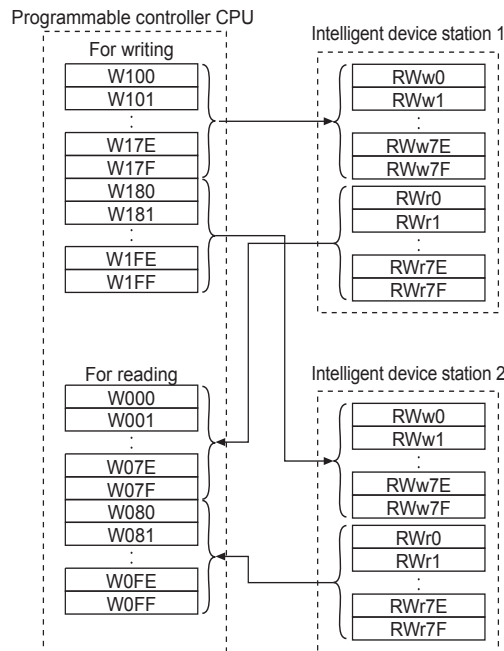 Programmable controller CPU
For writing
W100
W101
:
W17E
W17F
W180
W181
:
W1FE
W1FF
For reading
W000
W001
:
W07E
W07F
W080
W081
:
W0FE
W0FF
Intelligent device station 1
RWw0
RWw1
:
RWw7E
RWw7F
RWr0
RWr1
:
RWr7E
RWr7F
Intelligent device station 2
RWw0
RWw1
:
RWw7E
RWw7F
RWr0
RWr1
:
RWr7E
RWr7F